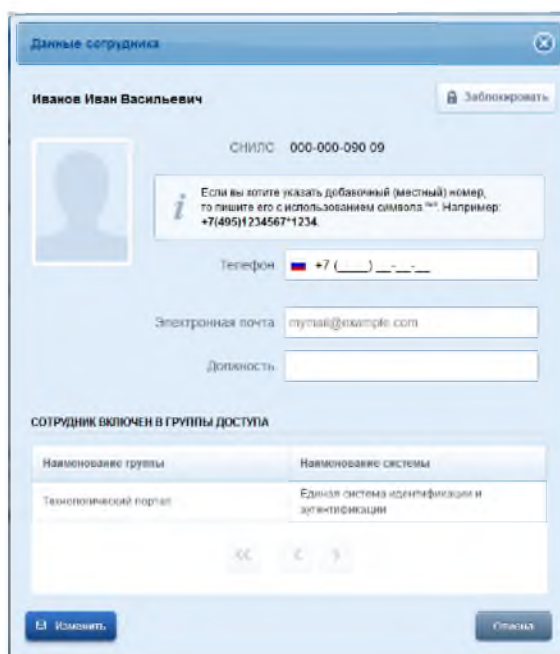 Данные сотрудника
Иванов Иван Васильевич
Заблокировать
СНИЛС 000-000-090 09
Если вы хотите указать добавочный (местный) номер,
то пишите его с использованием символа "*". Например:
+7(495)1234567*1234.
Телефон +7 (____) __-__-__
Электронная почта mymail@example.com
Должность
СОТРУДНИК ВКЛЮЧЕН В ГРУППЫ ДОСТУПА
Наименование группы Наименование системы
Технологический портал Единая система идентификации и
аутентификации
Изменить Отмена